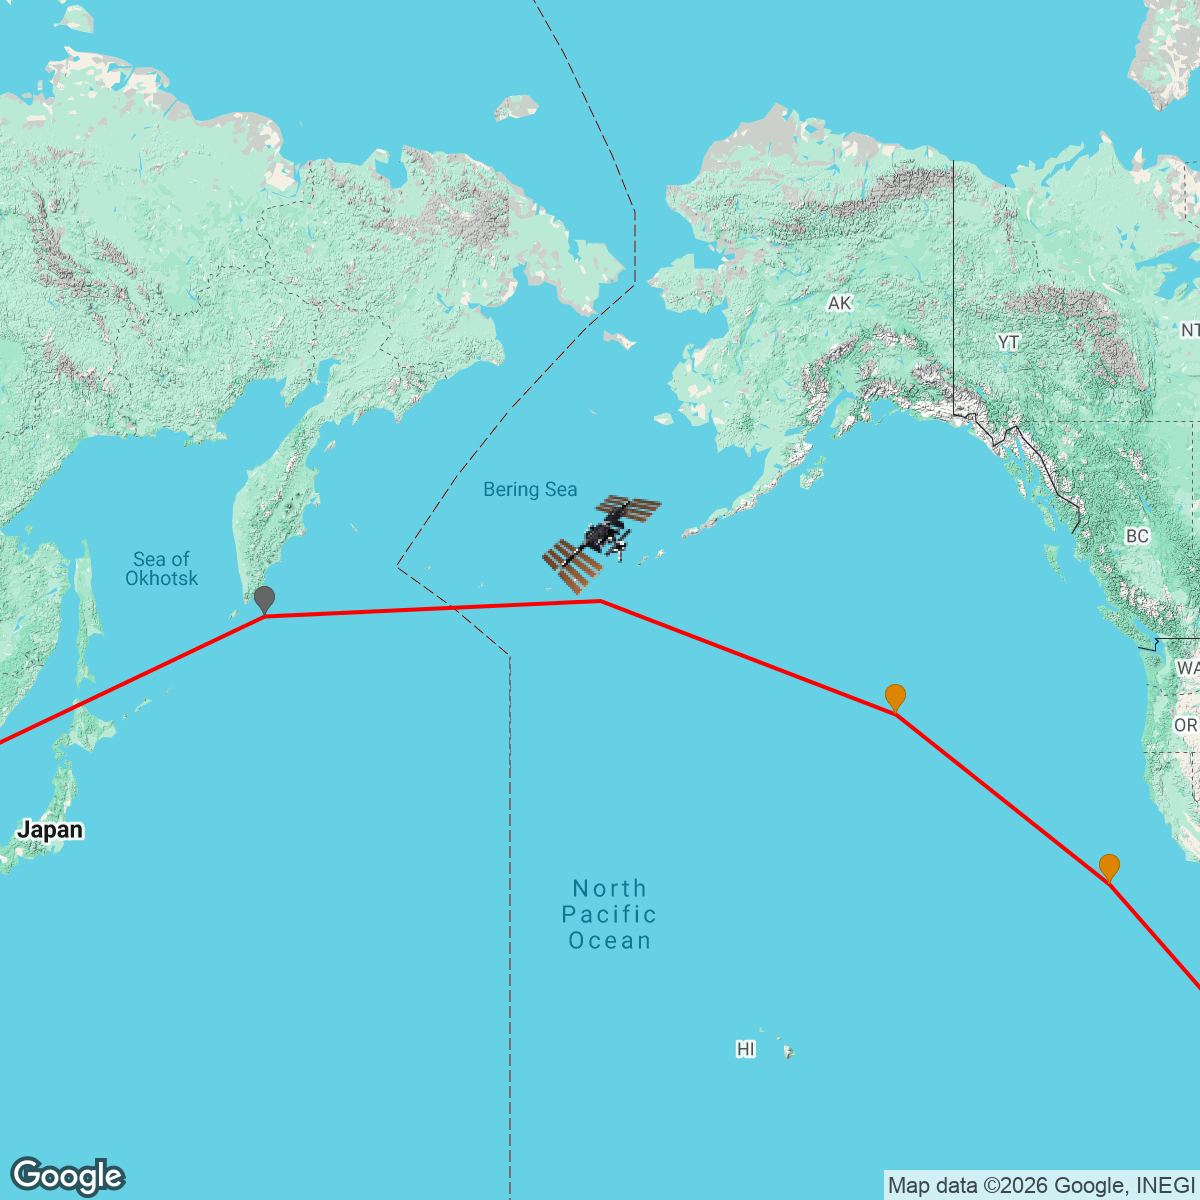 AK
YT
NT
Bering Sea
BC
Sea of
Okhotsk
WA
OR
Japan
North
Pacific
Ocean
HI
Google
Map data ©2026 Google, INEGI